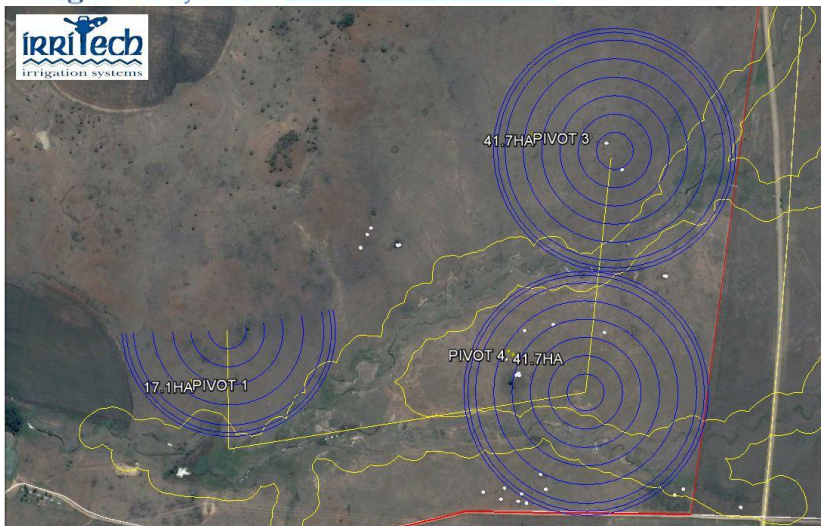 irriTech
irrigation systems
41.7HA PIVOT 3
PIVOT 4 41.7HA
17.1HA PIVOT 1